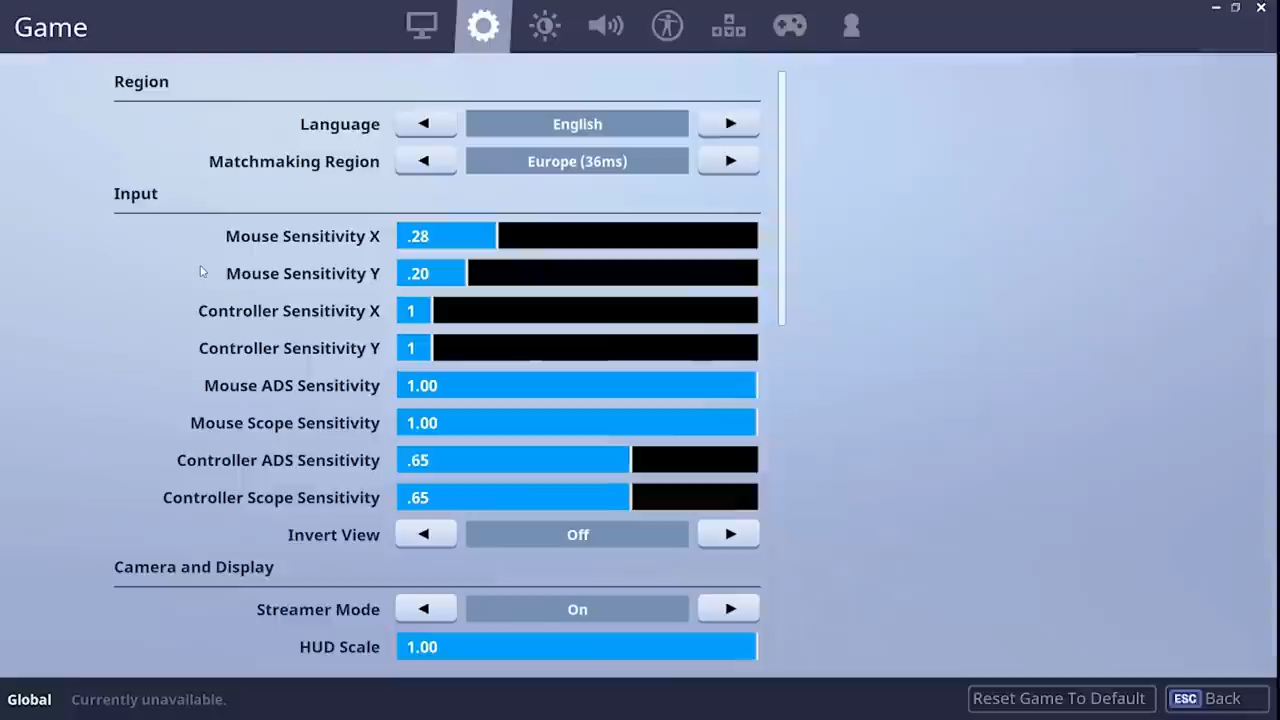 Game
Region
Language English
Matchmaking Region Europe (36ms)
Input
Mouse Sensitivity X .28
Mouse Sensitivity Y .20
Controller Sensitivity X 1
Controller Sensitivity Y 1
Mouse ADS Sensitivity 1.00
Mouse Scope Sensitivity 1.00
Controller ADS Sensitivity .65
Controller Scope Sensitivity .65
Invert View Off
Camera and Display
Streamer Mode On
HUD Scale 1.00
Global Currently unavailable. Reset Game To Default ESC Back